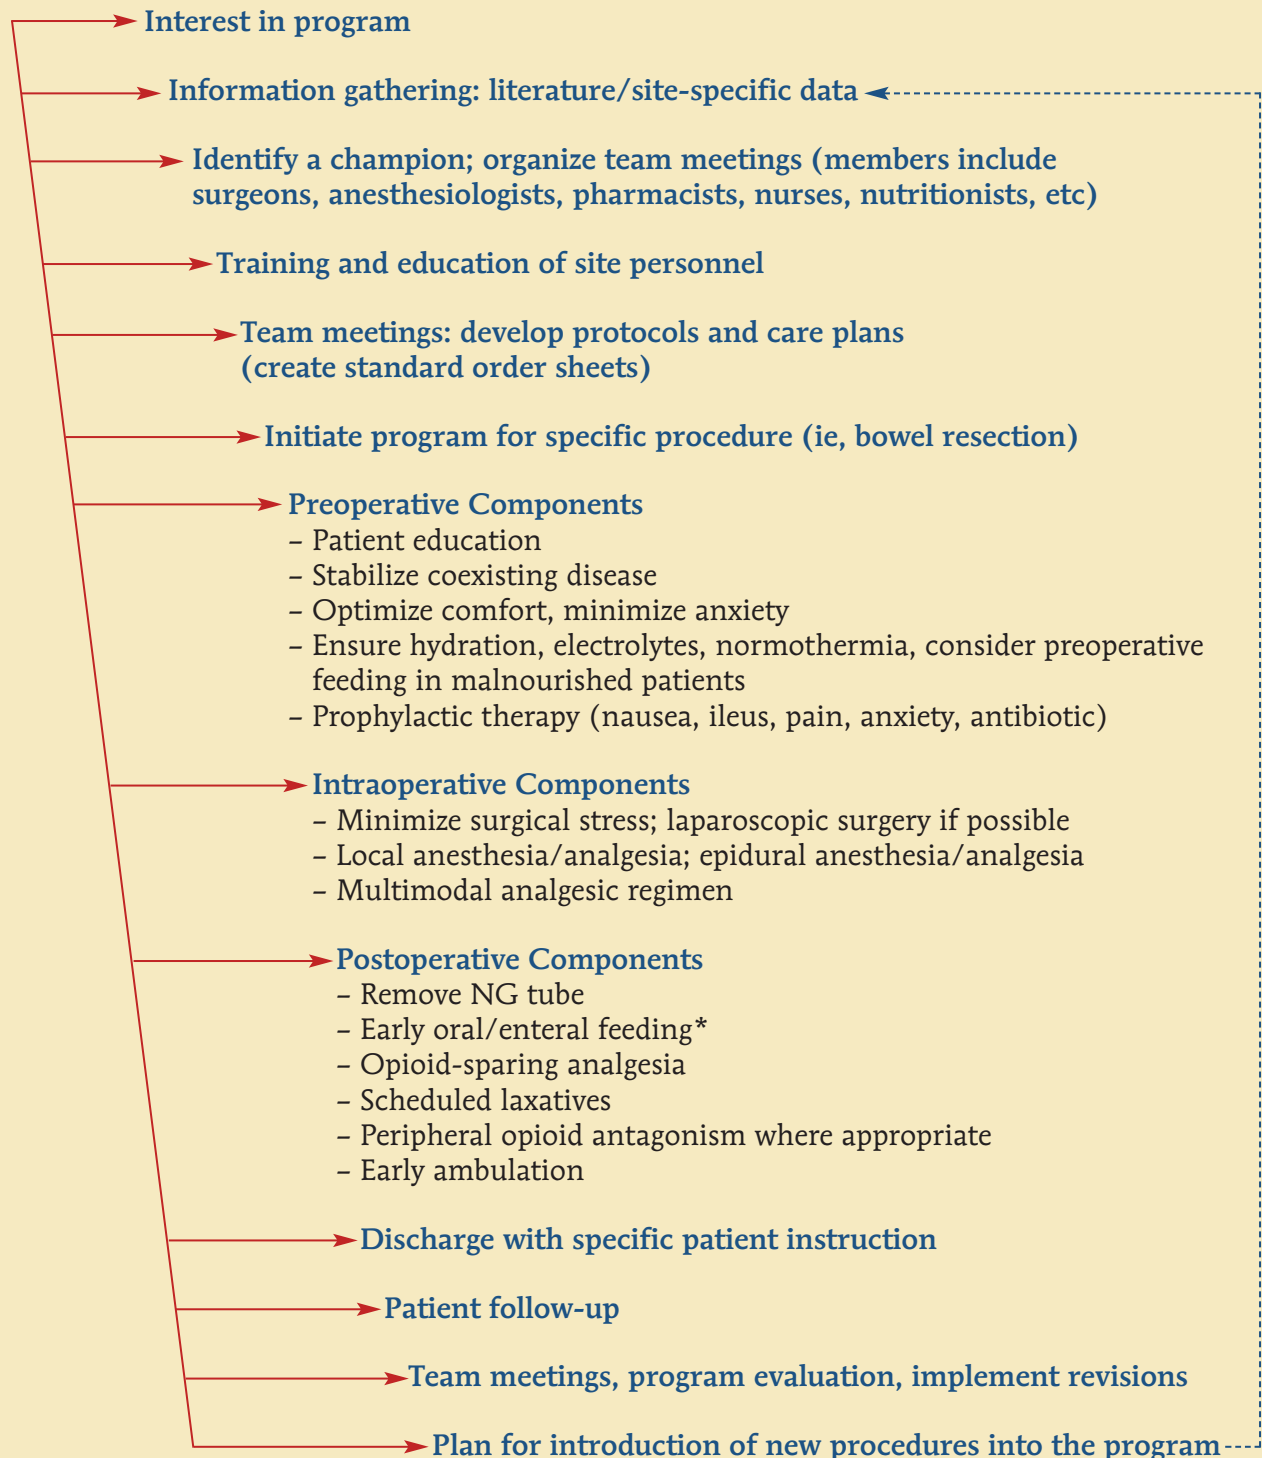 Interest in program
Information gathering: literature/site-specific data
Identify a champion; organize team meetings (members include
surgeons, anesthesiologists, pharmacists, nurses, nutritionists, etc)
Training and education of site personnel
Team meetings: develop protocols and care plans
(create standard order sheets)
Initiate program for specific procedure (ie, bowel resection)
Preoperative Components
– Patient education
– Stabilize coexisting disease
– Optimize comfort, minimize anxiety
– Ensure hydration, electrolytes, normothermia, consider preoperative
feeding in malnourished patients
– Prophylactic therapy (nausea, ileus, pain, anxiety, antibiotic)
Intraoperative Components
– Minimize surgical stress; laparoscopic surgery if possible
– Local anesthesia/analgesia; epidural anesthesia/analgesia
– Multimodal analgesic regimen
Postoperative Components
– Remove NG tube
– Early oral/enteral feeding*
– Opioid-sparing analgesia
– Scheduled laxatives
– Peripheral opioid antagonism where appropriate
– Early ambulation
Discharge with specific patient instruction
Patient follow-up
Team meetings, program evaluation, implement revisions
Plan for introduction of new procedures into the program